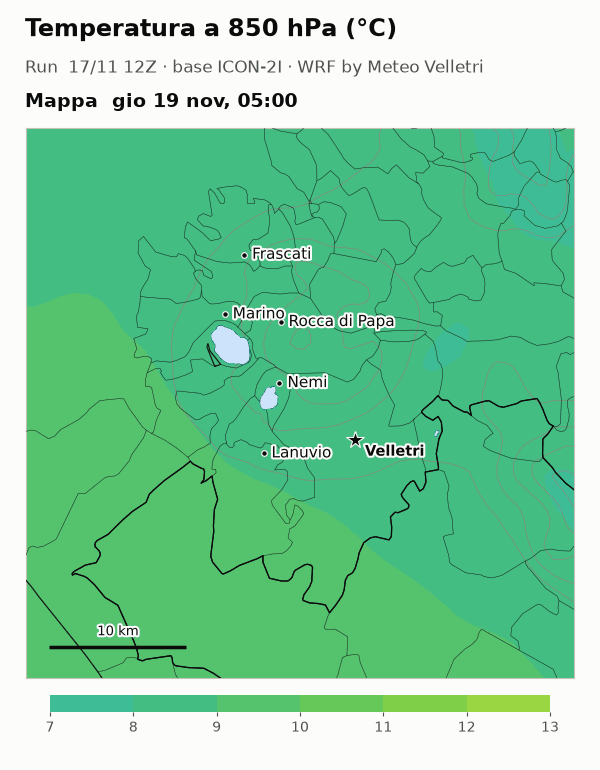 Temperatura a 850 hPa (°C)
Run  17/11 12Z · base ICON-2I · WRF by Meteo Velletri
Mappa  gio 19 nov, 05:00
Frascati
Marino
Rocca di Papa
Nemi
Velletri
Lanuvio
10 km
7 8 9 10 11 12 13